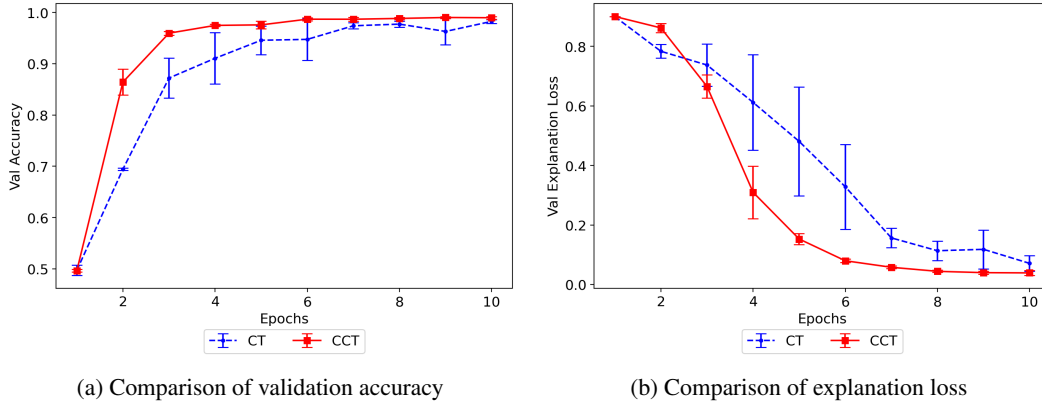 1.0
0.9
0.8
0.7
0.6
0.5
Val Accuracy
2 4 6 8 10
Epochs
CT CCT
(a) Comparison of validation accuracy
0.8
0.6
0.4
0.2
0.0
Val Explanation Loss
2 4 6 8 10
Epochs
CT CCT
(b) Comparison of explanation loss